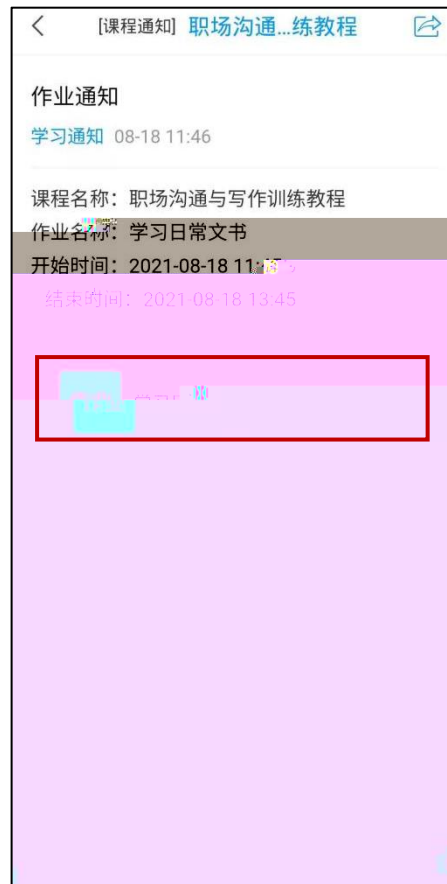 [课程通知] 职场沟通...练教程
作业通知
学习通知 08-18 11:46
课程名称：职场沟通与写作训练教程
作业名称：学习日常文书
开始时间：2021-08-18 11:
结束时间：2021-08-18 13:45
学习